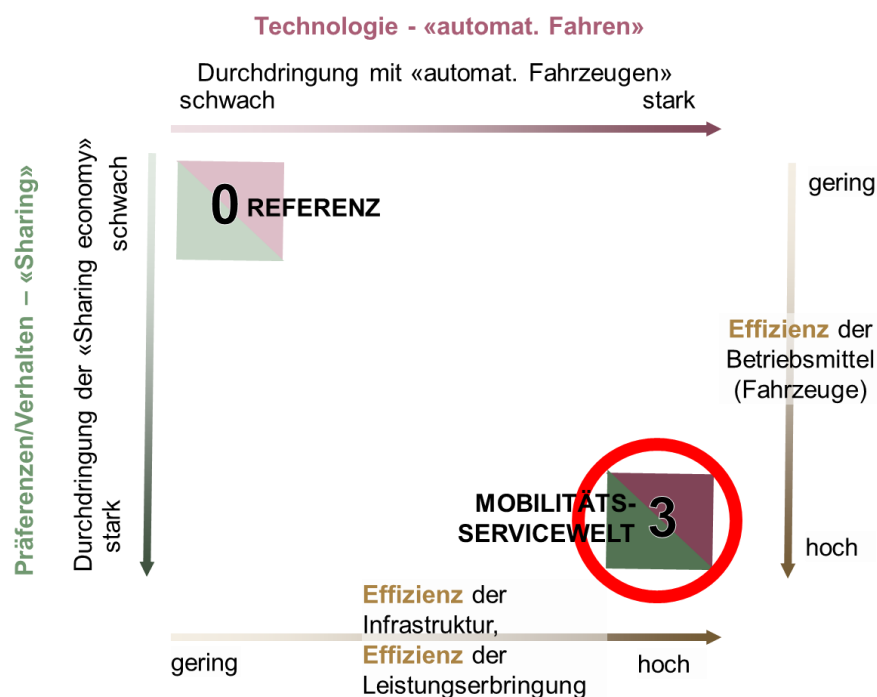 Technologie - «automat. Fahren»
Durchdringung mit «automat. Fahrzeugen»
schwach stark
Präferenzen/Verhalten – «Sharing»
Durchdringung der «Sharing economy»
schwach
stark
0 REFERENZ
gering
Effizienz der
Betriebsmittel
(Fahrzeuge)
hoch
MOBILITÄTS-
SERVICEWELT
3
Effizienz der
Infrastruktur,
Effizienz der
Leistungserbringung
gering hoch